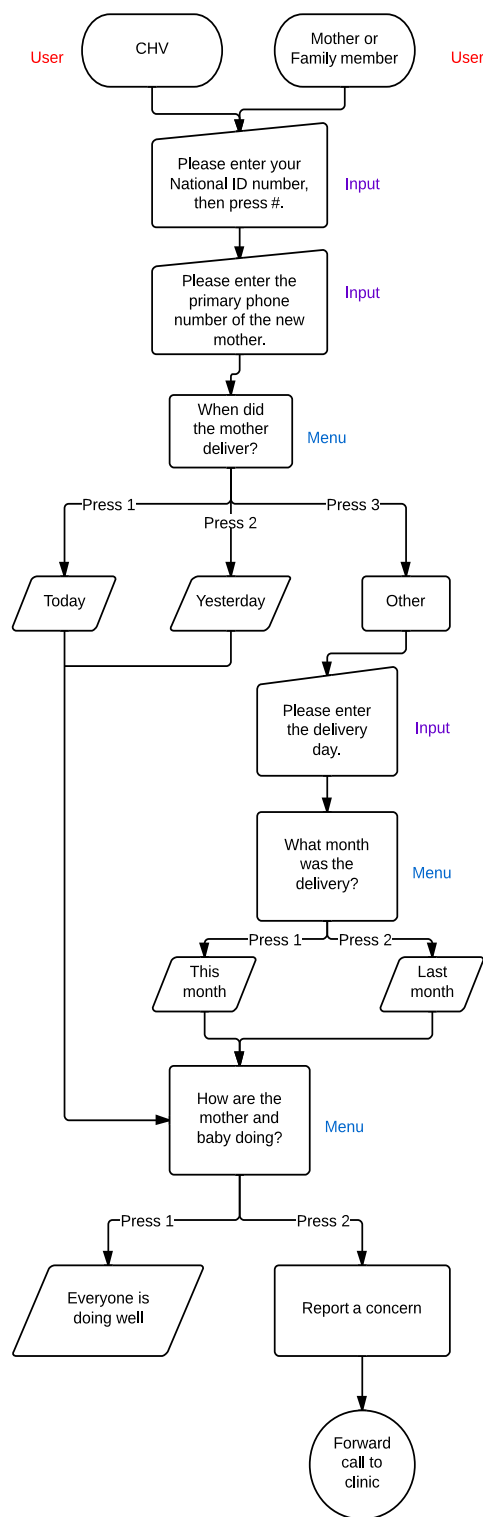 User
CHV
Mother or
Family member
User
Please enter your
National ID number,
then press #.
Input
Please enter the
primary phone
number of the new
mother.
Input
When did
the mother
deliver?
Menu
Press 1
Press 2
Press 3
Today
Yesterday
Other
Please enter
the delivery
day.
Input
What month
was the
delivery?
Menu
Press 1
Press 2
This
month
Last
month
How are the
mother and
baby doing?
Menu
Press 1
Press 2
Everyone is
doing well
Report a concern
Forward
call to
clinic